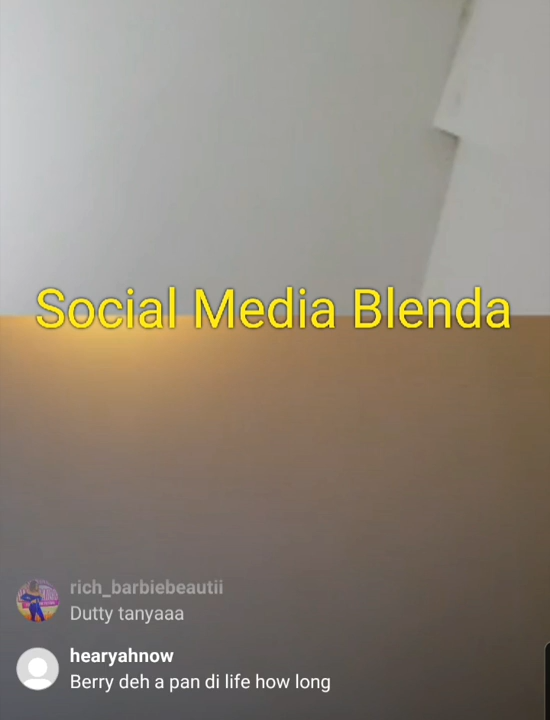 Social Media Blenda
rich_barbiebeautii
Dutty tanyaaa
hearyahnow
Berry deh a pan di life how long